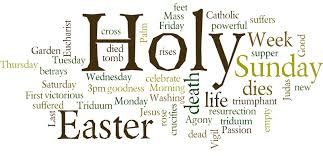 feet
Mass
Friday
Catholic
powerful
suffers
Palm
Holy
Eucharist
Garden
cross
died
tomb
rises
Week
supper
Good
Thursday
Tuesday
betrays
Wednesday
celebrate
Sunday
Judas
new
Saturday
3pm
goodness
Morning
death
First
victorious
Monday
Washing
life
dies
triumphant
suffered
Triduum
Jesus
rose
crucifies
resurrection
empty
Last
Easter
Agony
dead
Vigil
triduum
Passion